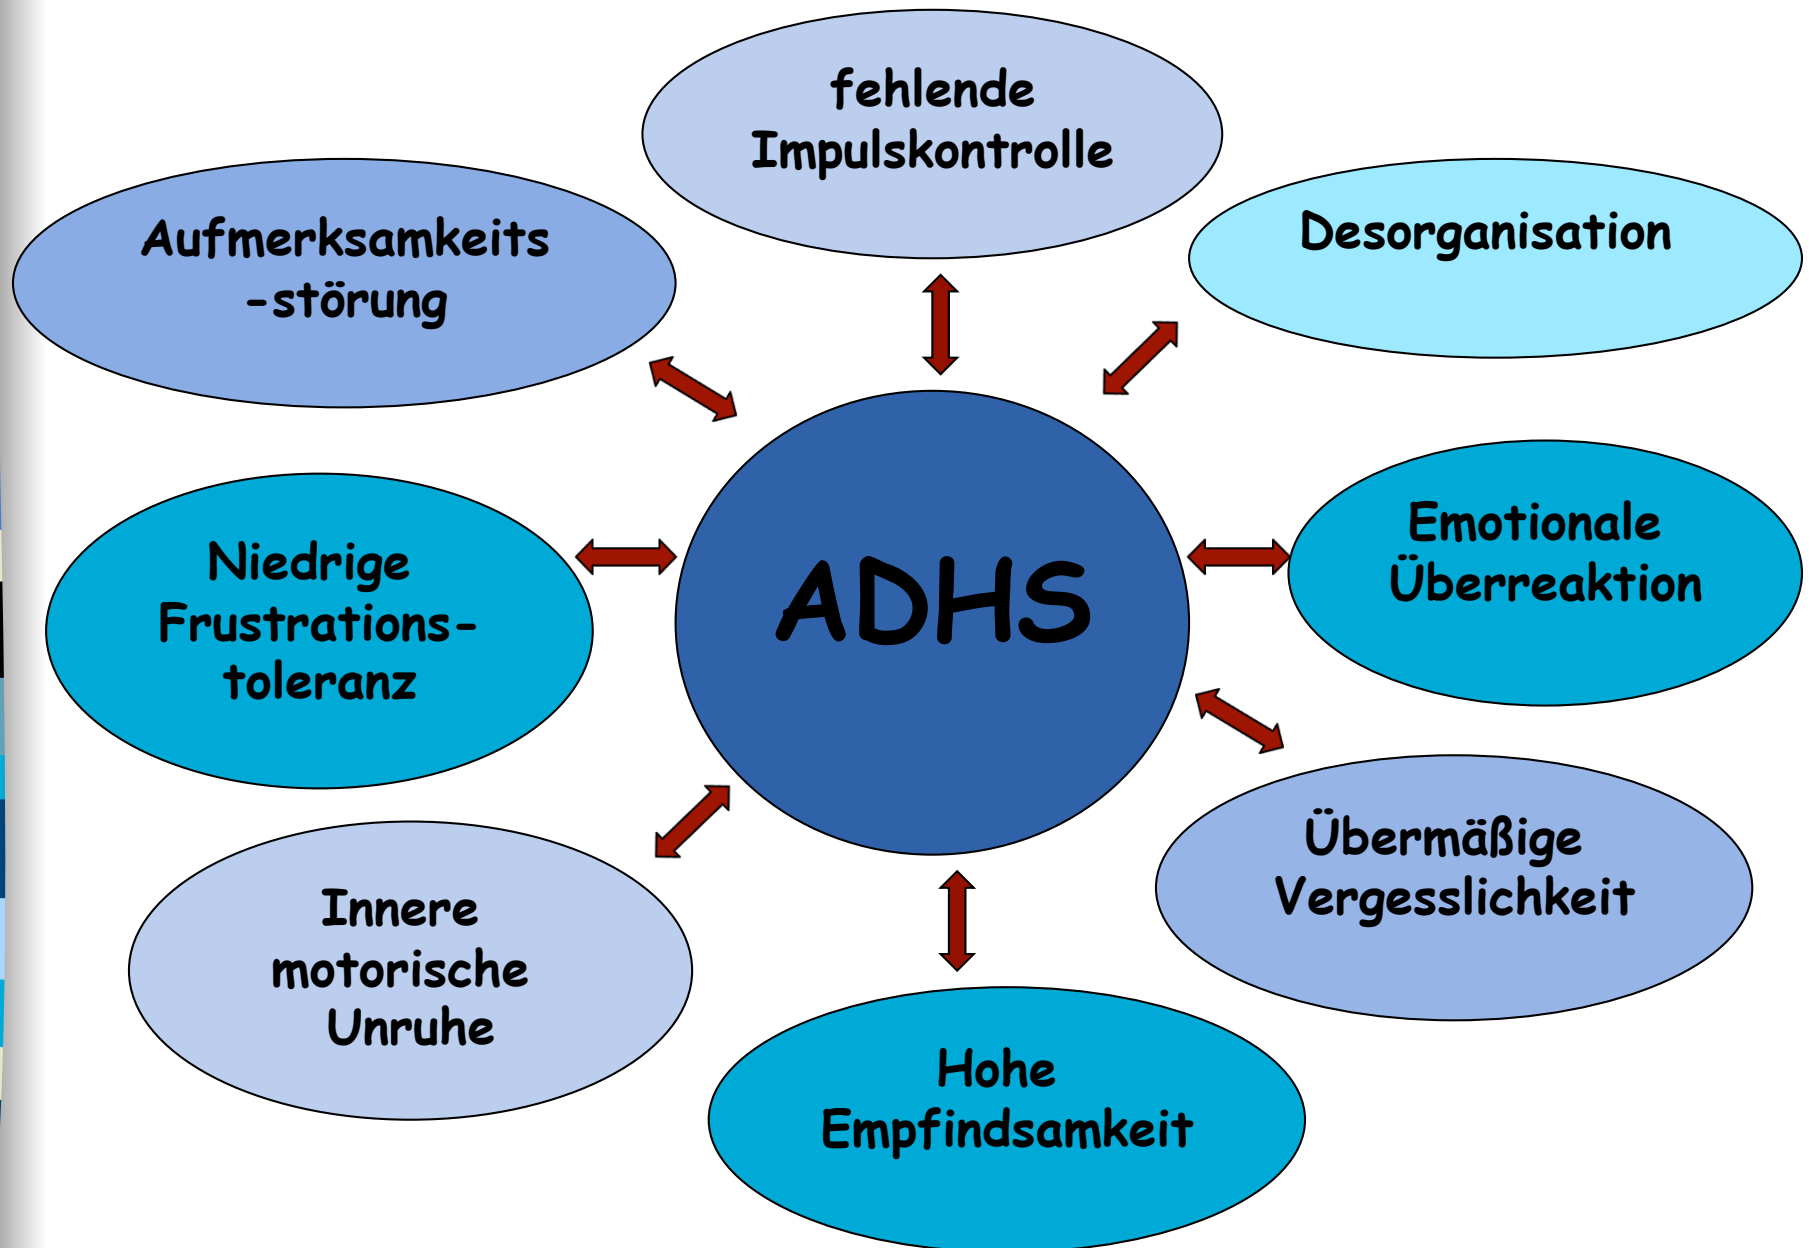 fehlende
Impulskontrolle
Aufmerksamkeits
-störung
Desorganisation
Niedrige
Frustrations-
toleranz
ADHS
Emotionale
Überreaktion
Innere
motorische
Unruhe
Übermäßige
Vergesslichkeit
Hohe
Empfindsamkeit